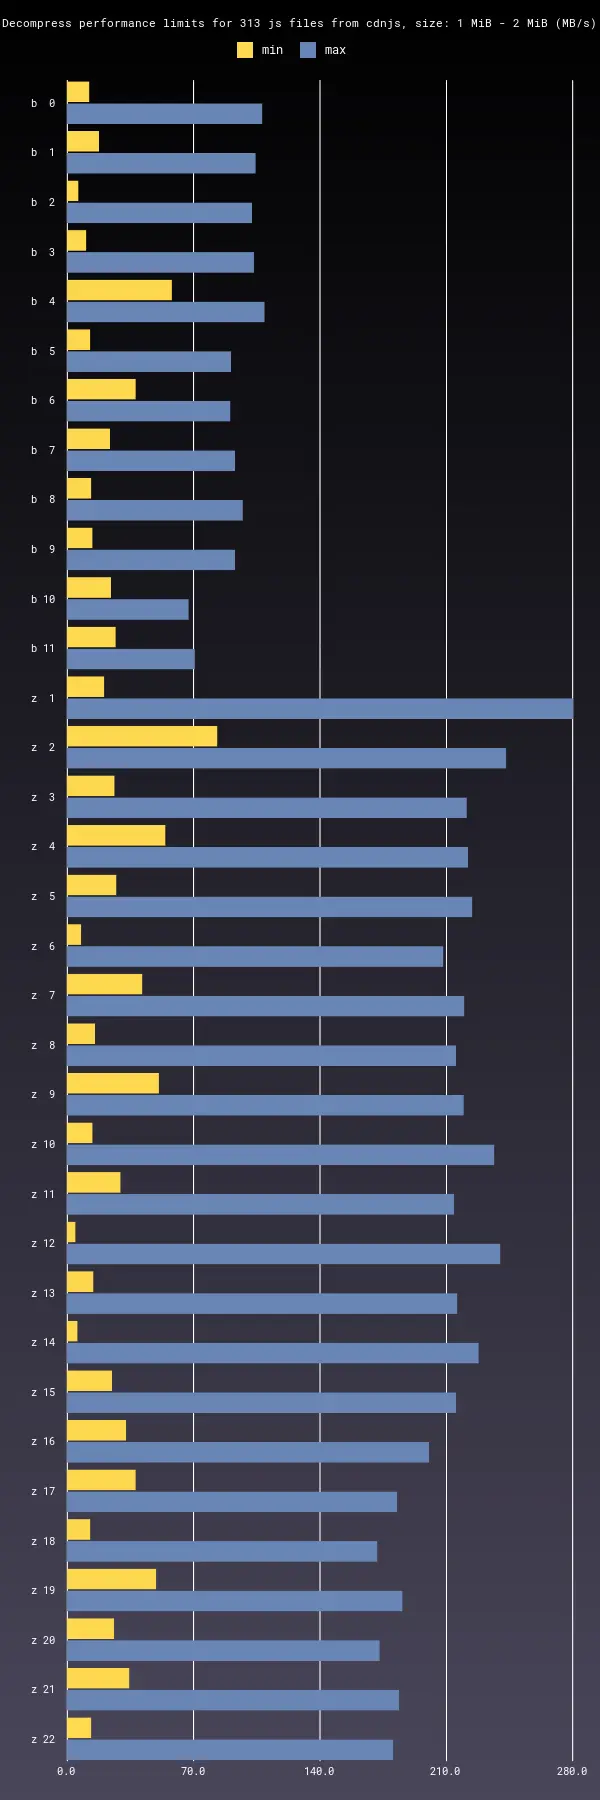 Decompress performance limits for 313 js files from cdnjs, size: 1 MiB - 2 MiB (MB/s)
min max
b 0
b 1
b 2
b 3
b 4
b 5
b 6
b 7
b 8
b 9
b 10
b 11
z 1
z 2
z 3
z 4
z 5
z 6
z 7
z 8
z 9
z 10
z 11
z 12
z 13
z 14
z 15
z 16
z 17
z 18
z 19
z 20
z 21
z 22
0.0 70.0 140.0 210.0 280.0